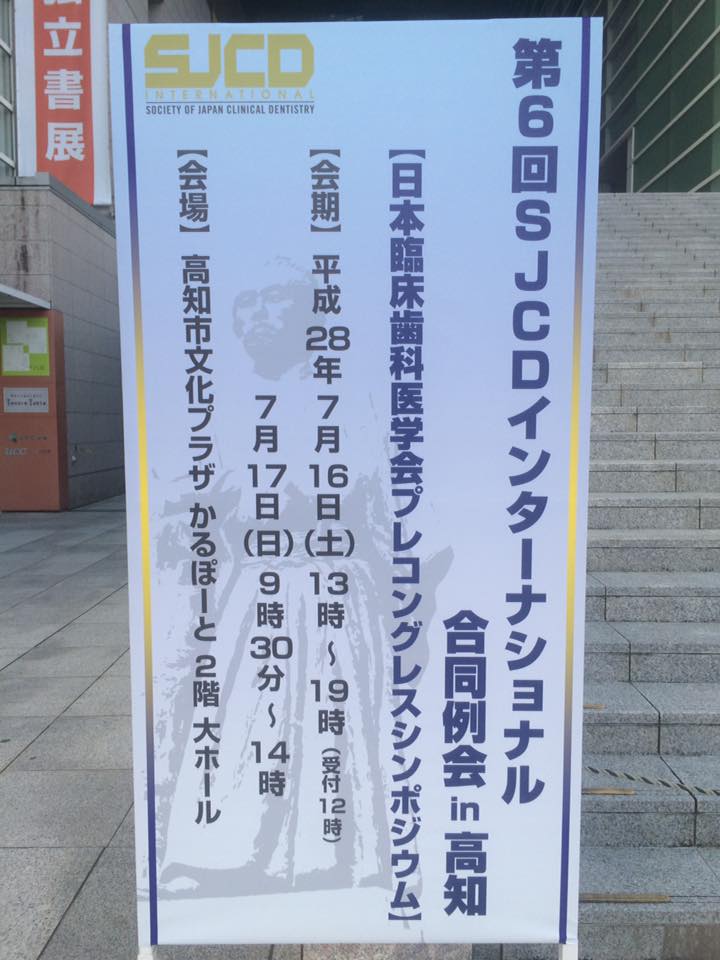 第6回SJCDインターナショナル
合同例会 in 高知
【日本臨床歯科医学会プレコングレスシンポジウム】
【会期】 平成28年 7月16日(土) 13時～19時 (受付12時)
7月17日(日) 9時30分～14時
【会場】 高知市文化プラザ かるぽーと 2階 大ホール
SJCD
INTERNATIONAL
SOCIETY OF JAPAN CLINICAL DENTISTRY
独立書展